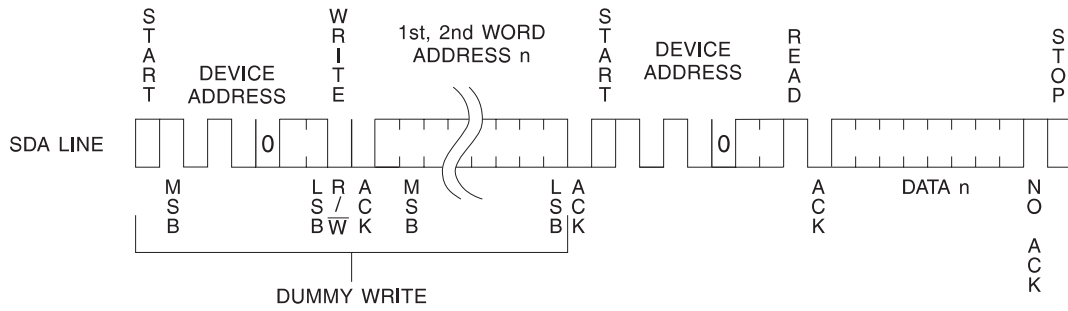 START
WRITE
1st, 2nd WORD
ADDRESS n
START
READ
STOP
DEVICE
ADDRESS
DEVICE
ADDRESS
SDA LINE
0
0
MSB
LSB
R/W̅
ACK
MSB
LSB
ACK
ACK
DATA n
NO ACK
DUMMY WRITE